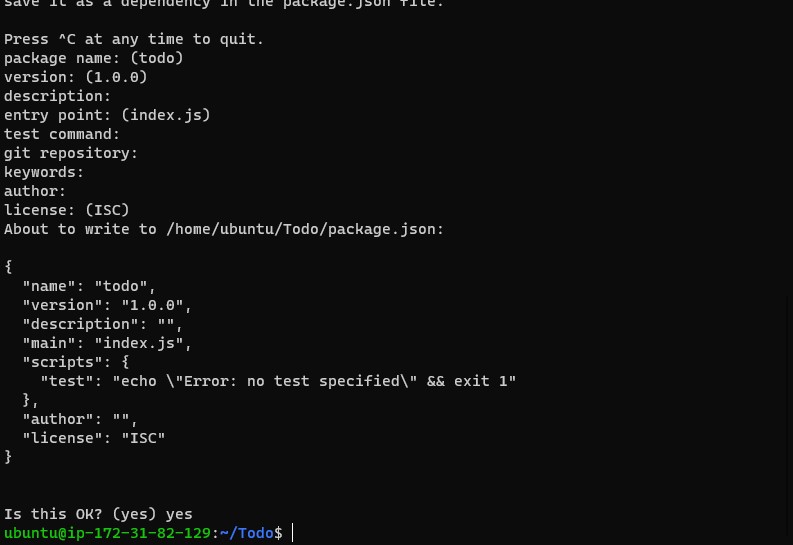 save it as a dependency in the package.json file.
Press ^C at any time to quit.
package name: (todo)
version: (1.0.0)
description:
entry point: (index.js)
test command:
git repository:
keywords:
author:
license: (ISC)
About to write to /home/ubuntu/Todo/package.json:
{
  "name": "todo",
  "version": "1.0.0",
  "description": "",
  "main": "index.js",
  "scripts": {
    "test": "echo \"Error: no test specified\" && exit 1"
  },
  "author": "",
  "license": "ISC"
}
Is this OK? (yes) yes
ubuntu@ip-172-31-82-129:~/Todo$